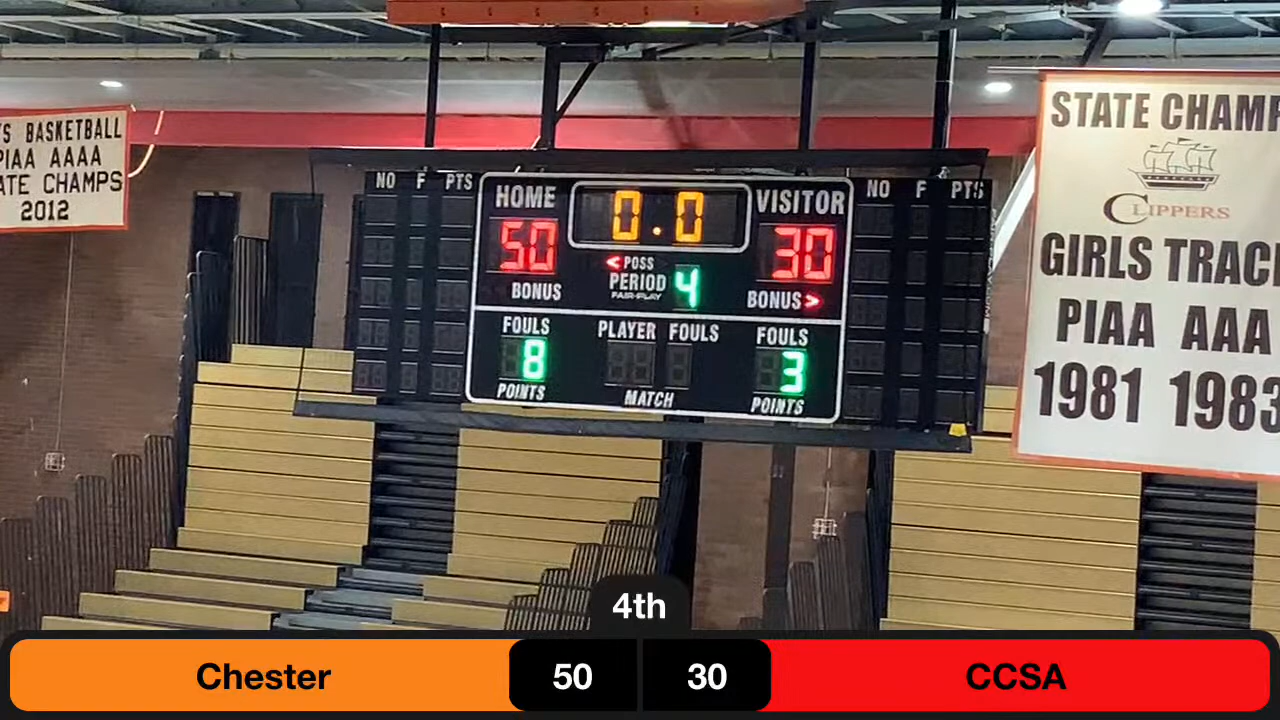 BASKETBALL
PIAA AAAA
CHAMPS
2012
NO F PTS
HOME
0.0
VISITOR
NO F PTS
50
< POSS
30
PERIOD 4
FAIR-PLAY
BONUS
BONUS >
FOULS
PLAYER FOULS
FOULS
8
3
POINTS
MATCH
POINTS
STATE CHAMP
CLIPPERS
GIRLS TRAC
PIAA AAA
1981 1983
4th
Chester 50 30 CCSA